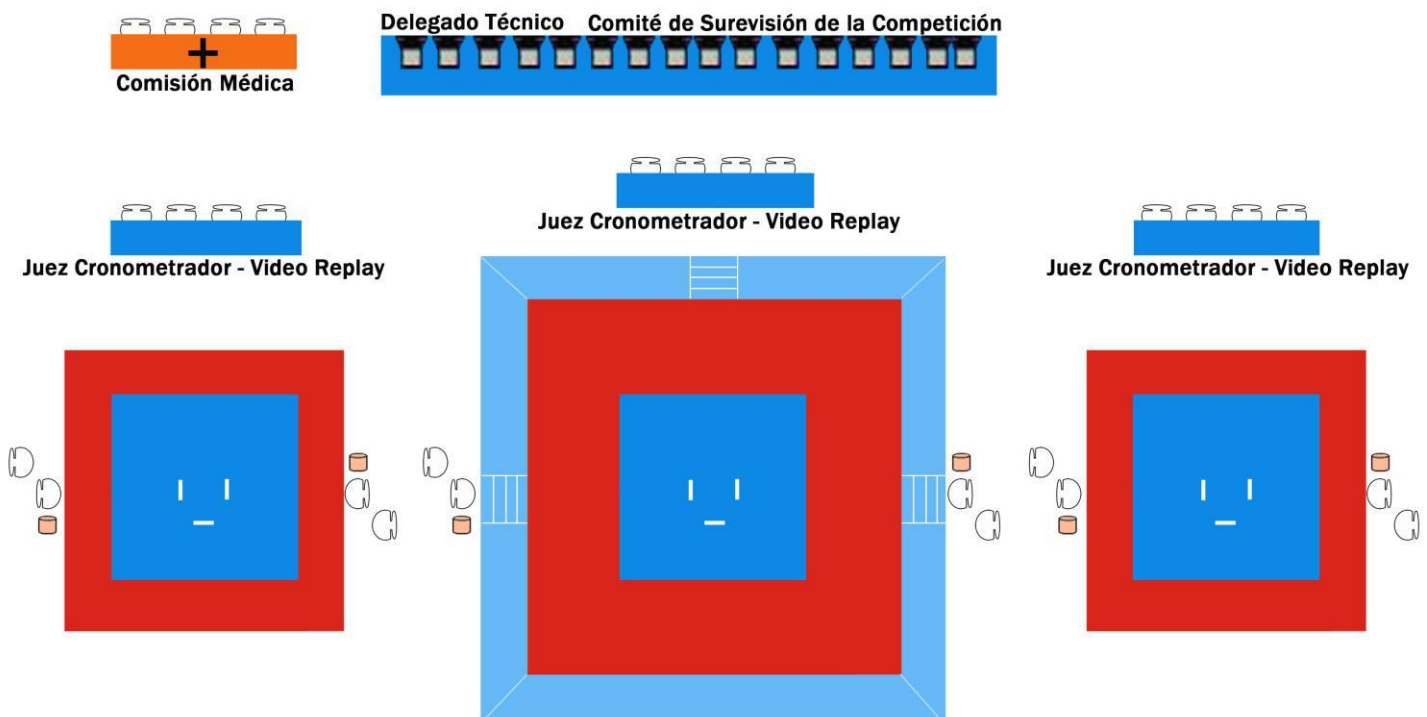 Delegado Técnico Comité de Surevisión de la Competición
Comisión Médica
Juez Cronometrador - Video Replay
Juez Cronometrador - Video Replay
Juez Cronometrador - Video Replay